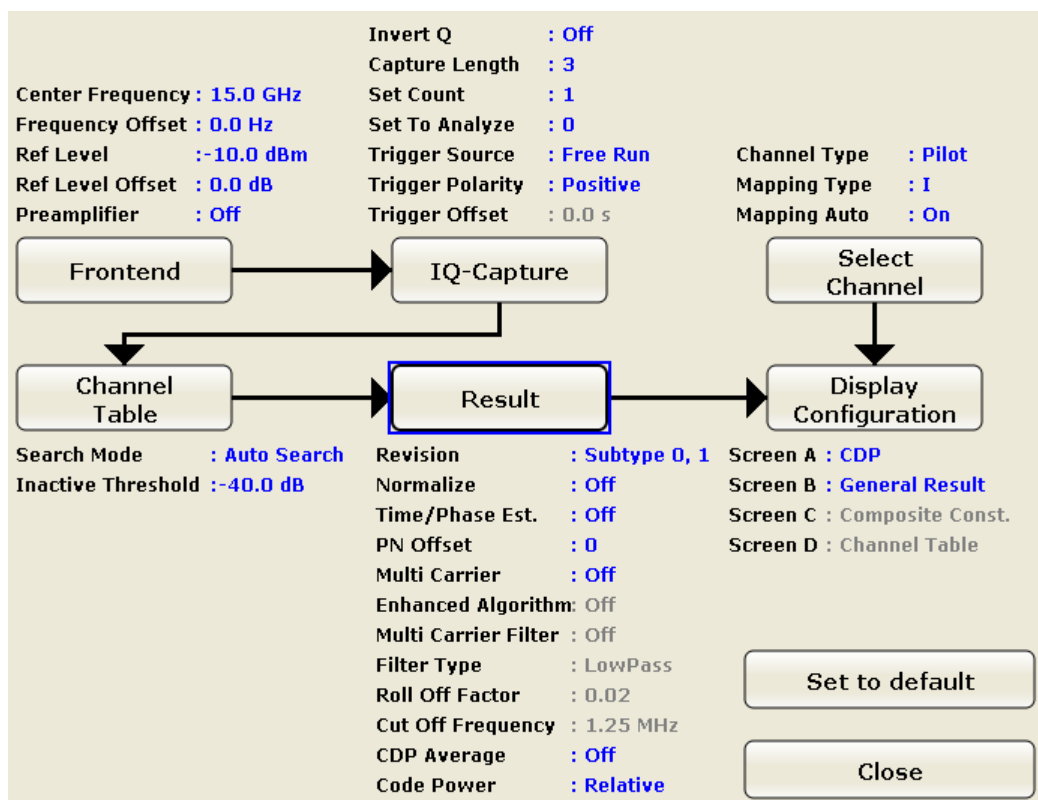 Invert Q : Off
Capture Length : 3
Center Frequency : 15.0 GHz Set Count : 1
Frequency Offset : 0.0 Hz Set To Analyze : 0
Ref Level :-10.0 dBm Trigger Source : Free Run Channel Type : Pilot
Ref Level Offset : 0.0 dB Trigger Polarity : Positive Mapping Type : I
Preamplifier : Off Trigger Offset : 0.0 s Mapping Auto : On
Frontend IQ-Capture Select
Channel
Channel
Table
Result
Display
Configuration
Search Mode : Auto Search Revision : Subtype 0, 1 Screen A : CDP
Inactive Threshold :-40.0 dB Normalize : Off Screen B : General Result
Time/Phase Est. : Off Screen C : Composite Const.
PN Offset : 0 Screen D : Channel Table
Multi Carrier : Off
Enhanced Algorithm: Off
Multi Carrier Filter : Off
Filter Type : LowPass
Roll Off Factor : 0.02
Cut Off Frequency : 1.25 MHz
CDP Average : Off
Code Power : Relative
Set to default
Close